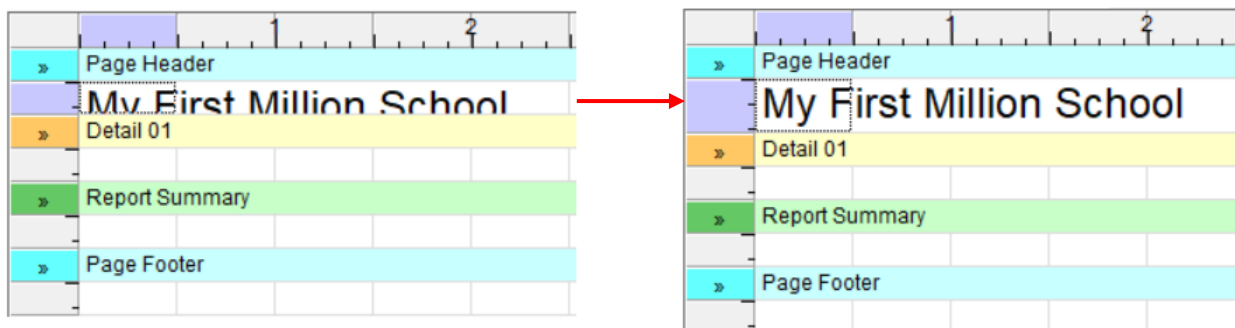 1 2
» Page Header
My First Million School
» Detail 01
» Report Summary
» Page Footer
1 2
» Page Header
My First Million School
» Detail 01
» Report Summary
» Page Footer